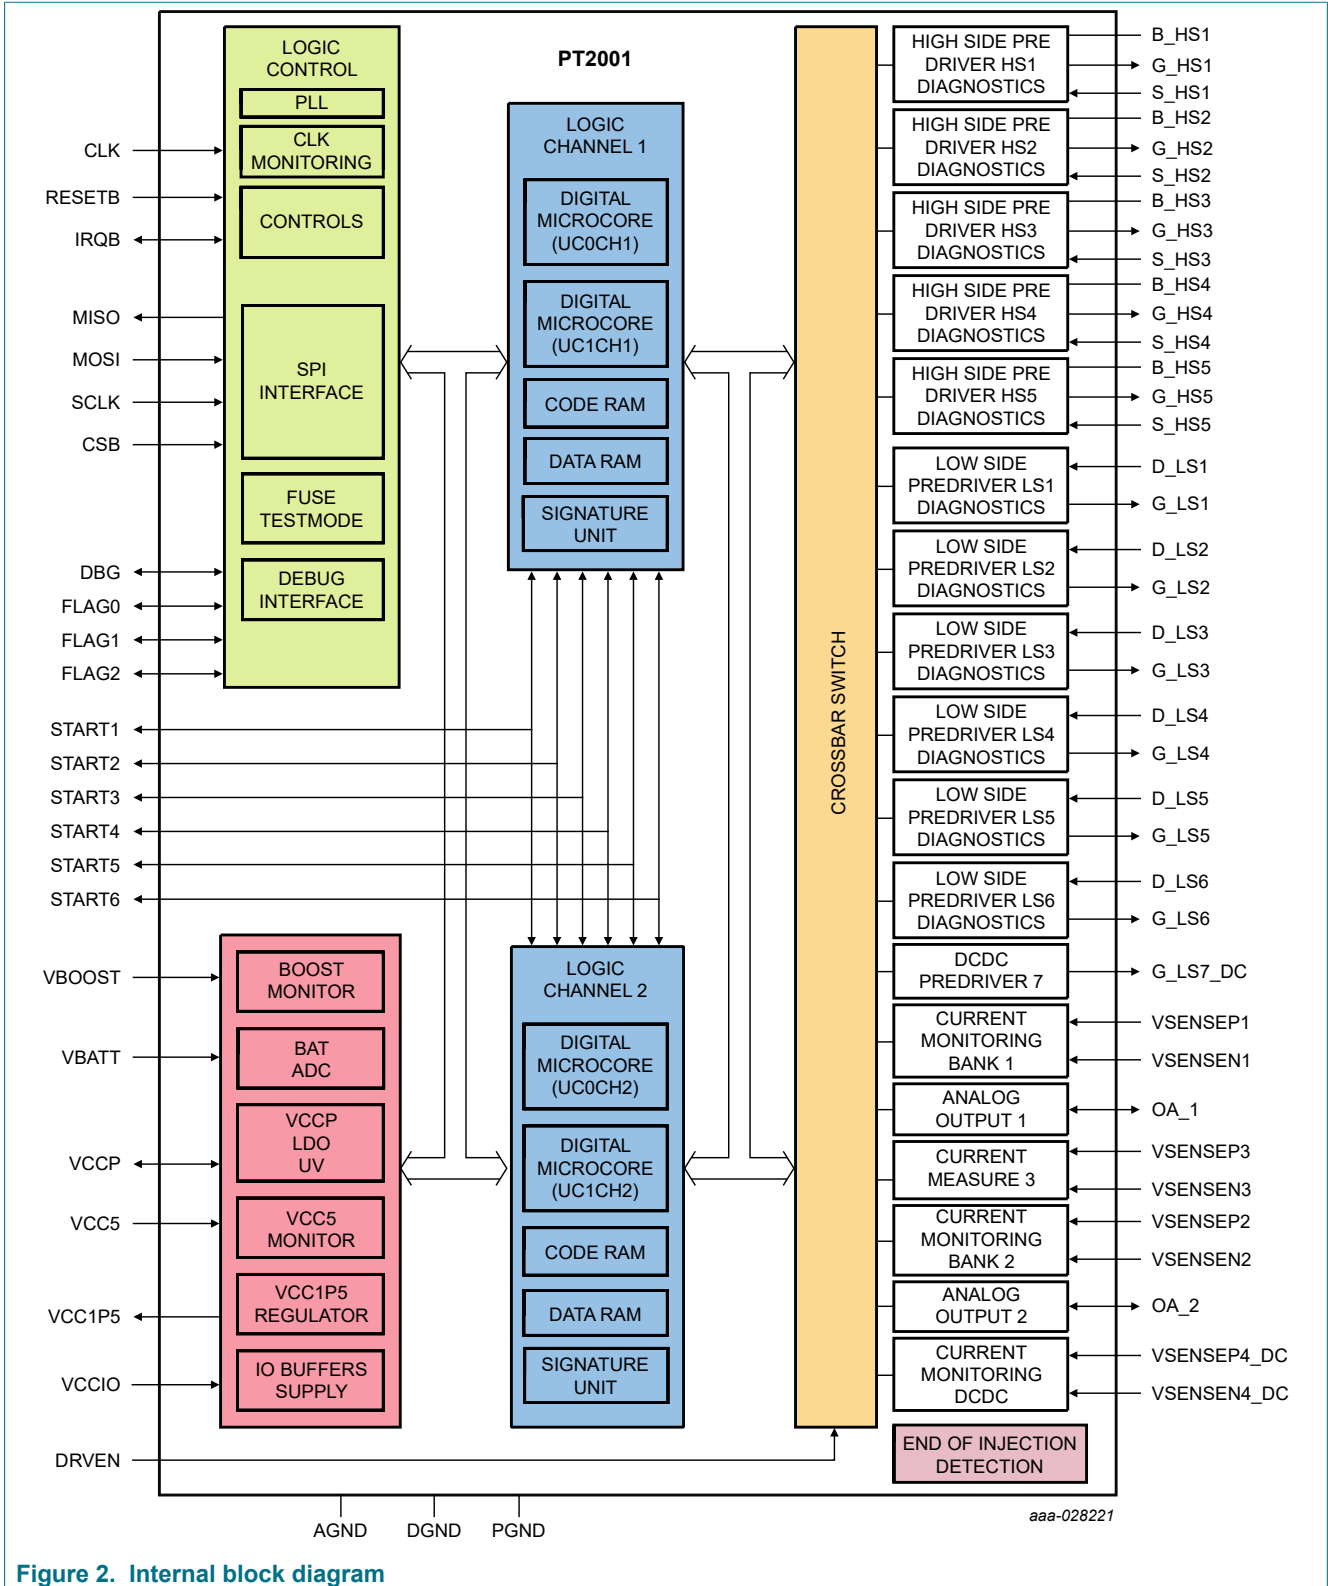 PT2001
CLK
RESETB
IRQB
MISO
MOSI
SCLK
CSB
DBG
FLAG0
FLAG1
FLAG2
START1
START2
START3
START4
START5
START6
VBOOST
VBATT
VCCP
VCC5
VCC1P5
VCCIO
DRVEN
LOGIC
CONTROL
PLL
CLK
MONITORING
CONTROLS
SPI
INTERFACE
FUSE
TESTMODE
DEBUG
INTERFACE
BOOST
MONITOR
BAT
ADC
VCCP
LDO
UV
VCC5
MONITOR
VCC1P5
REGULATOR
IO BUFFERS
SUPPLY
LOGIC
CHANNEL 1
DIGITAL
MICROCORE
(UC0CH1)
DIGITAL
MICROCORE
(UC1CH1)
CODE RAM
DATA RAM
SIGNATURE
UNIT
LOGIC
CHANNEL 2
DIGITAL
MICROCORE
(UC0CH2)
DIGITAL
MICROCORE
(UC1CH2)
CODE RAM
DATA RAM
SIGNATURE
UNIT
CROSSBAR SWITCH
HIGH SIDE PRE
DRIVER HS1
DIAGNOSTICS
HIGH SIDE PRE
DRIVER HS2
DIAGNOSTICS
HIGH SIDE PRE
DRIVER HS3
DIAGNOSTICS
HIGH SIDE PRE
DRIVER HS4
DIAGNOSTICS
HIGH SIDE PRE
DRIVER HS5
DIAGNOSTICS
LOW SIDE
PREDRIVER LS1
DIAGNOSTICS
LOW SIDE
PREDRIVER LS2
DIAGNOSTICS
LOW SIDE
PREDRIVER LS3
DIAGNOSTICS
LOW SIDE
PREDRIVER LS4
DIAGNOSTICS
LOW SIDE
PREDRIVER LS5
DIAGNOSTICS
LOW SIDE
PREDRIVER LS6
DIAGNOSTICS
DCDC
PREDRIVER 7
CURRENT
MONITORING
BANK 1
ANALOG
OUTPUT 1
CURRENT
MEASURE 3
CURRENT
MONITORING
BANK 2
ANALOG
OUTPUT 2
CURRENT
MONITORING
DCDC
END OF INJECTION
DETECTION
B_HS1
G_HS1
S_HS1
B_HS2
G_HS2
S_HS2
B_HS3
G_HS3
S_HS3
B_HS4
G_HS4
S_HS4
B_HS5
G_HS5
S_HS5
D_LS1
G_LS1
D_LS2
G_LS2
D_LS3
G_LS3
D_LS4
G_LS4
D_LS5
G_LS5
D_LS6
G_LS6
G_LS7_DC
VSENSEP1
VSENSEN1
OA_1
VSENSEP3
VSENSEN3
VSENSEP2
VSENSEN2
OA_2
VSENSEP4_DC
VSENSEN4_DC
AGND
DGND
PGND
aaa-028221
Figure 2. Internal block diagram